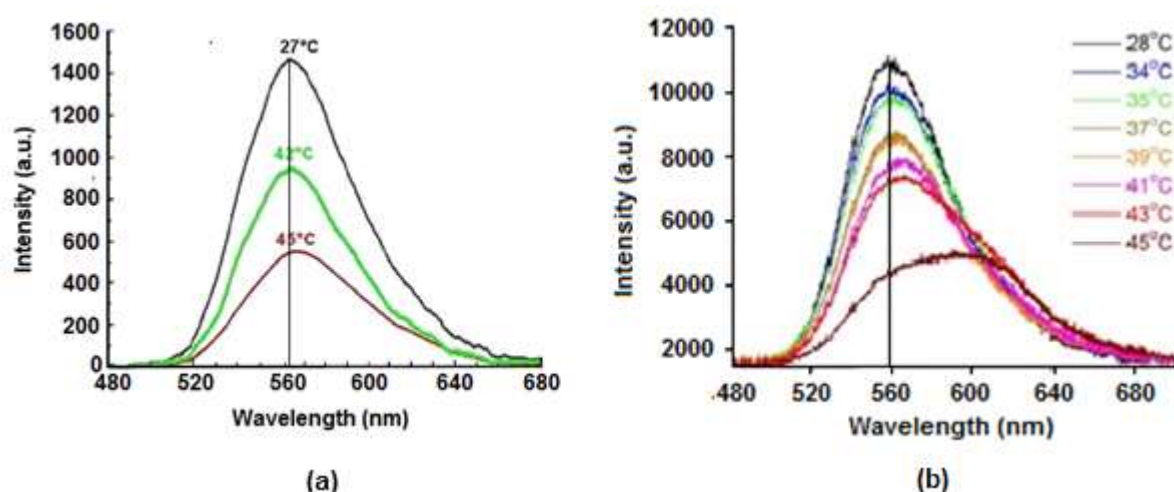 1600
1400
1200
1000
800
600
400
200
0
480 520 560 600 640 680
Intensity (a.u.)
Wavelength (nm)
27°C
42°C
45°C
(a)
12000
10000
8000
6000
4000
2000
480 520 560 600 640 680
Intensity (a.u.)
Wavelength (nm)
28°C
34°C
35°C
37°C
39°C
41°C
43°C
45°C
(b)